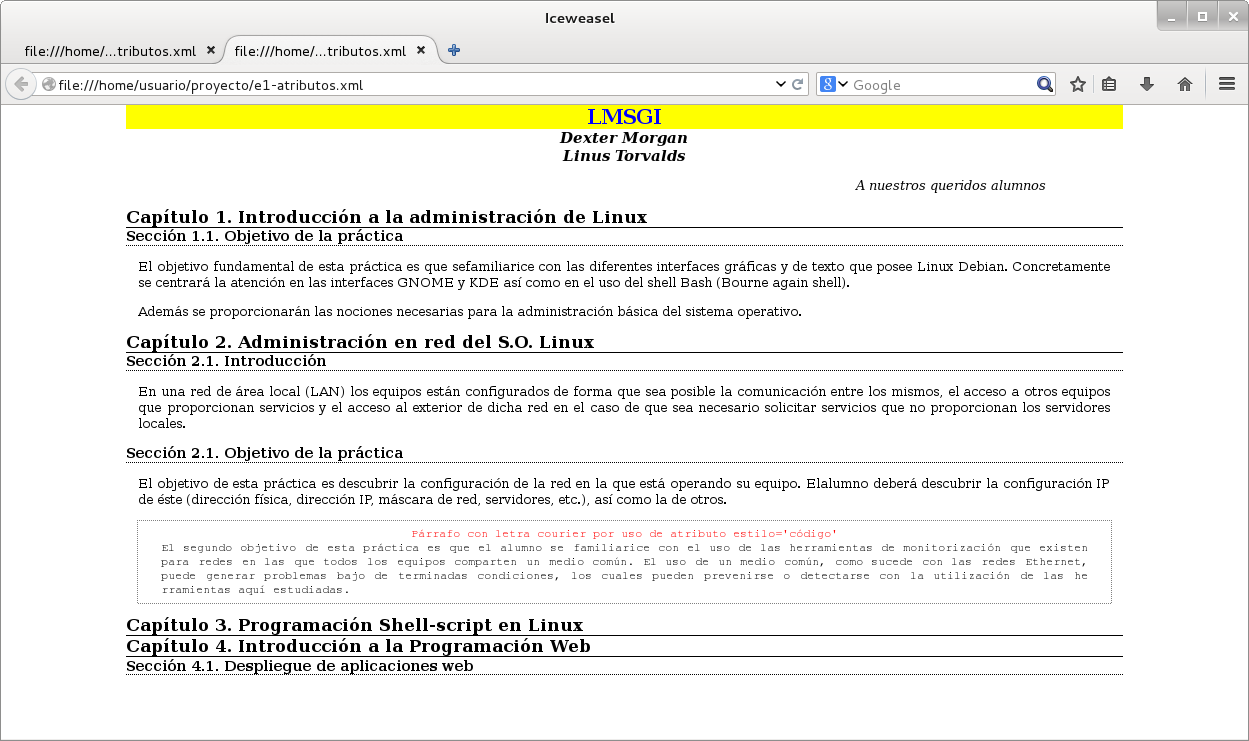 Iceweasel
file:///home/...tributos.xml
file:///home/...tributos.xml
file:///home/usuario/proyecto/e1-atributos.xml
Google
LMSGI
Dexter Morgan
Linus Torvalds
A nuestros queridos alumnos
Capítulo 1. Introducción a la administración de Linux
Sección 1.1. Objetivo de la práctica
El objetivo fundamental de esta práctica es que sefamiliarice con las diferentes interfaces gráficas y de texto que posee Linux Debian. Concretamente
se centrará la atención en las interfaces GNOME y KDE así como en el uso del shell Bash (Bourne again shell).
Además se proporcionarán las nociones necesarias para la administración básica del sistema operativo.
Capítulo 2. Administración en red del S.O. Linux
Sección 2.1. Introducción
En una red de área local (LAN) los equipos están configurados de forma que sea posible la comunicación entre los mismos, el acceso a otros equipos
que proporcionan servicios y el acceso al exterior de dicha red en el caso de que sea necesario solicitar servicios que no proporcionan los servidores
locales.
Sección 2.1. Objetivo de la práctica
El objetivo de esta práctica es descubrir la configuración de la red en la que está operando su equipo. Elalumno deberá descubrir la configuración IP
de éste (dirección física, dirección IP, máscara de red, servidores, etc.), así como la de otros.
Párrafo con letra courier por uso de atributo estilo='código'
El segundo objetivo de esta práctica es que el alumno se familiarice con el uso de las herramientas de monitorización que existen
para redes en las que todos los equipos comparten un medio común. El uso de un medio común, como sucede con las redes Ethernet,
puede generar problemas bajo de terminadas condiciones, los cuales pueden prevenirse o detectarse con la utilización de las he
rramientas aquí estudiadas.
Capítulo 3. Programación Shell-script en Linux
Capítulo 4. Introducción a la Programación Web
Sección 4.1. Despliegue de aplicaciones web